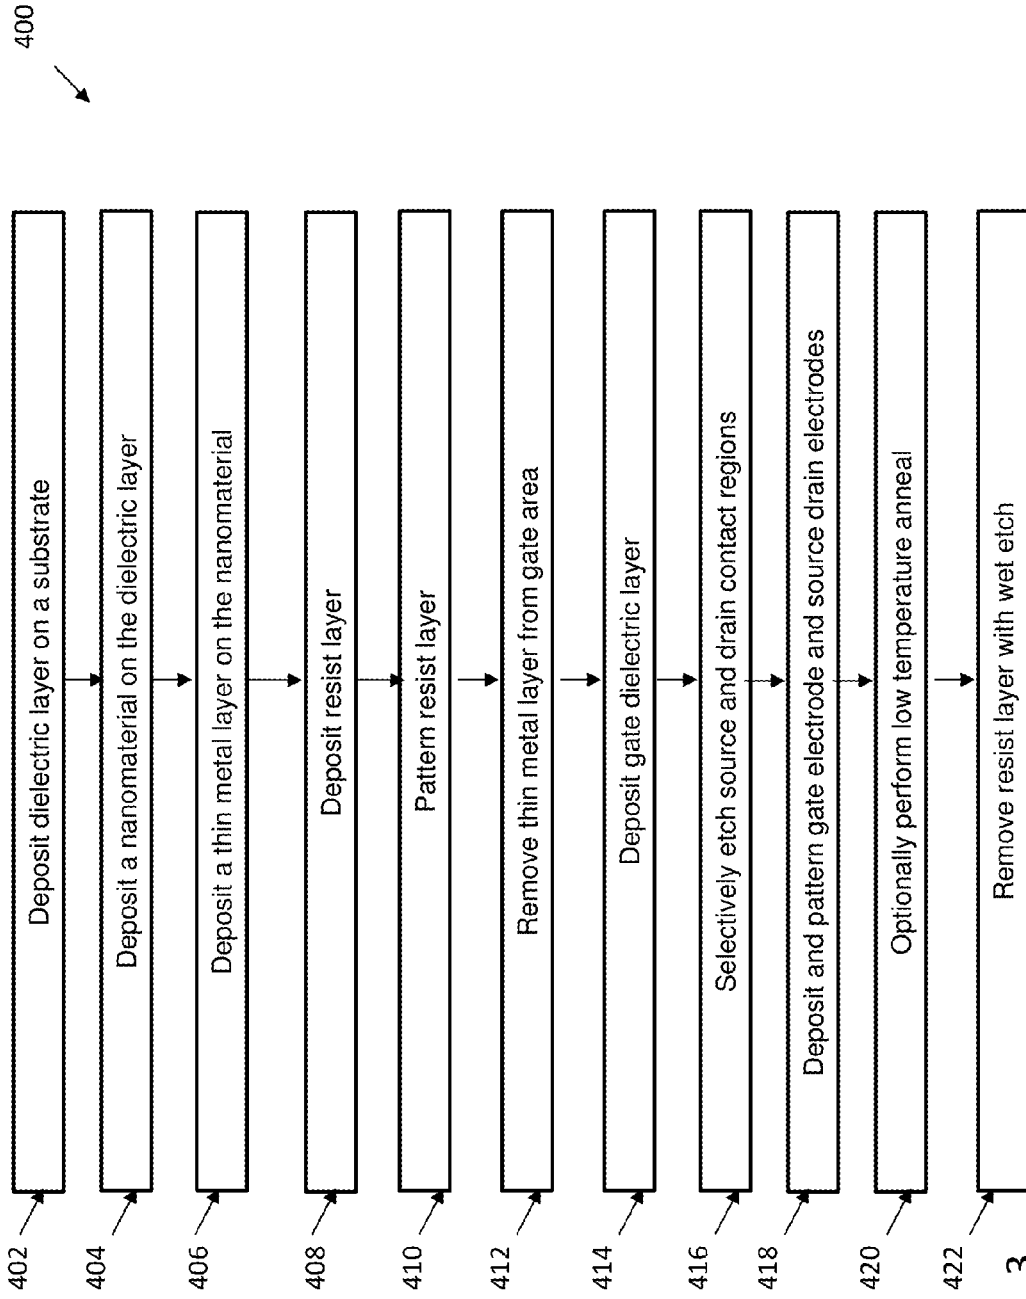 400
402
Deposit dielectric layer on a substrate
404
Deposit a nanomaterial on the dielectric layer
406
Deposit a thin metal layer on the nanomaterial
408
Deposit resist layer
410
Pattern resist layer
412
Remove thin metal layer from gate area
414
Deposit gate dielectric layer
416
Selectively etch source and drain contact regions
418
Deposit and pattern gate electrode and source drain electrodes
420
Optionally perform low temperature anneal
422
Remove resist layer with wet etch